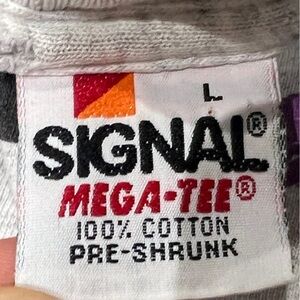 L
SIGNAL®
MEGA-TEE®
100% COTTON
PRE-SHRUNK